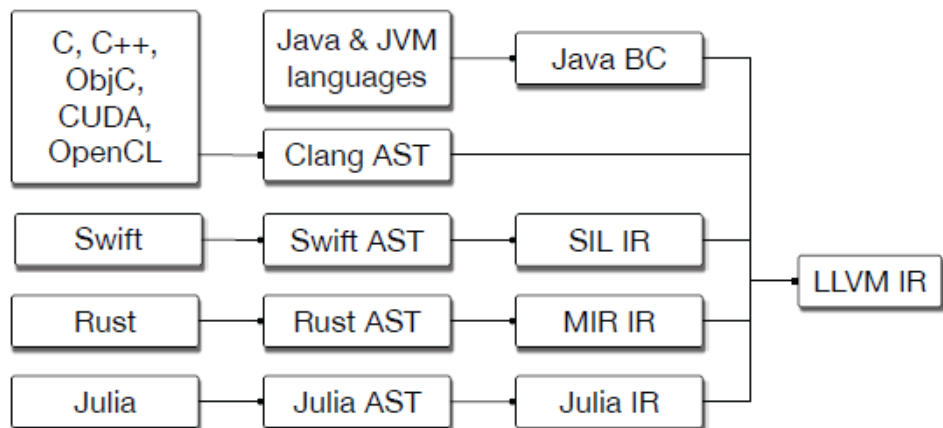 C, C++,
ObjC,
CUDA,
OpenCL
Java & JVM
languages
Java BC
Clang AST
Swift
Swift AST
SIL IR
LLVM IR
Rust
Rust AST
MIR IR
Julia
Julia AST
Julia IR